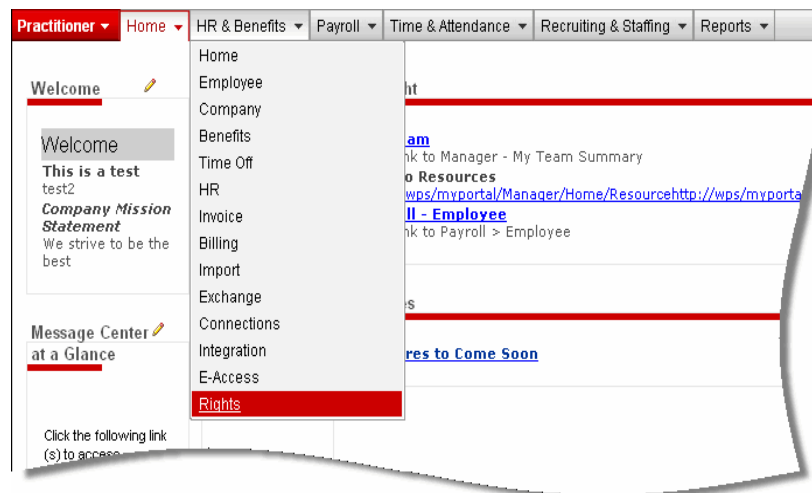 Practitioner Home HR & Benefits Payroll Time & Attendance Recruiting & Staffing Reports
Home
Employee
Company
Benefits
Time Off
HR
Invoice
Billing
Import
Exchange
Connections
Integration
E-Access
Rights
Welcome
Welcome
This is a test
test2
Company Mission
Statement
We strive to be the
best
Message Center
at a Glance
Click the following link
(s) to access
ht
am
nk to Manager - My Team Summary
o Resources
wps/myportal/Manager/Home/Resourcehttp://wps/myporta
ll - Employee
nk to Payroll > Employee
es
res to Come Soon